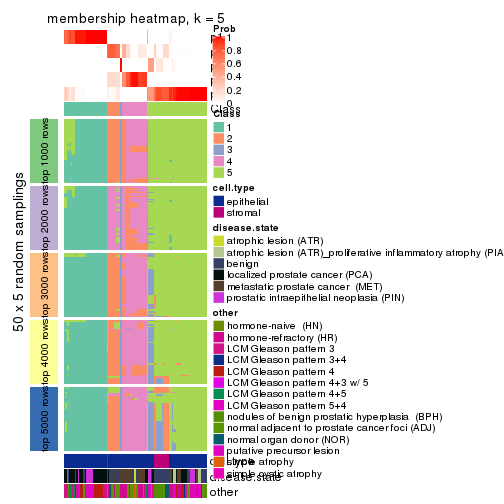 membership heatmap, k = 5
Prob
1
0.8
0.6
0.4
0.2
0
Class
Class
1
2
3
4
5
cell.type
epithelial
stromal
disease.state
atrophic lesion (ATR)
atrophic lesion (ATR)_proliferative inflammatory atrophy (PIA
benign
localized prostate cancer (PCA)
metastatic prostate cancer (MET)
prostatic intraepithelial neoplasia (PIN)
other
hormone-naive (HN)
hormone-refractory (HR)
LCM Gleason pattern 3
LCM Gleason pattern 3+4
LCM Gleason pattern 4
LCM Gleason pattern 4+3 w/ 5
LCM Gleason pattern 4+5
LCM Gleason pattern 5+4
nodules of benign prostatic hyperplasia (BPH)
normal adjacent to prostate cancer foci (ADJ)
normal organ donor (NOR)
putative precursor lesion
simple atrophy
simple cystic atrophy
disease.state
other
50 x 5 random samplings
top 1000 rows
top 2000 rows
top 3000 rows
top 4000 rows
top 5000 rows